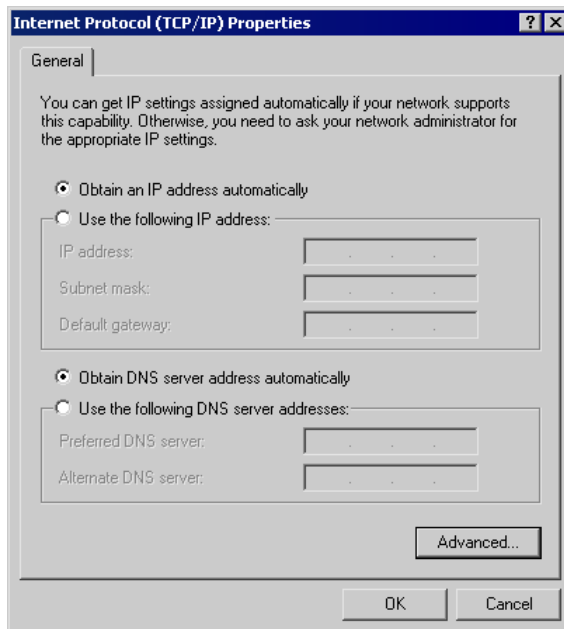 Internet Protocol (TCP/IP) Properties
General
You can get IP settings assigned automatically if your network supports
this capability. Otherwise, you need to ask your network administrator for
the appropriate IP settings.
Obtain an IP address automatically
Use the following IP address:
IP address:
Subnet mask:
Default gateway:
Obtain DNS server address automatically
Use the following DNS server addresses:
Preferred DNS server:
Alternate DNS server:
Advanced...
OK Cancel